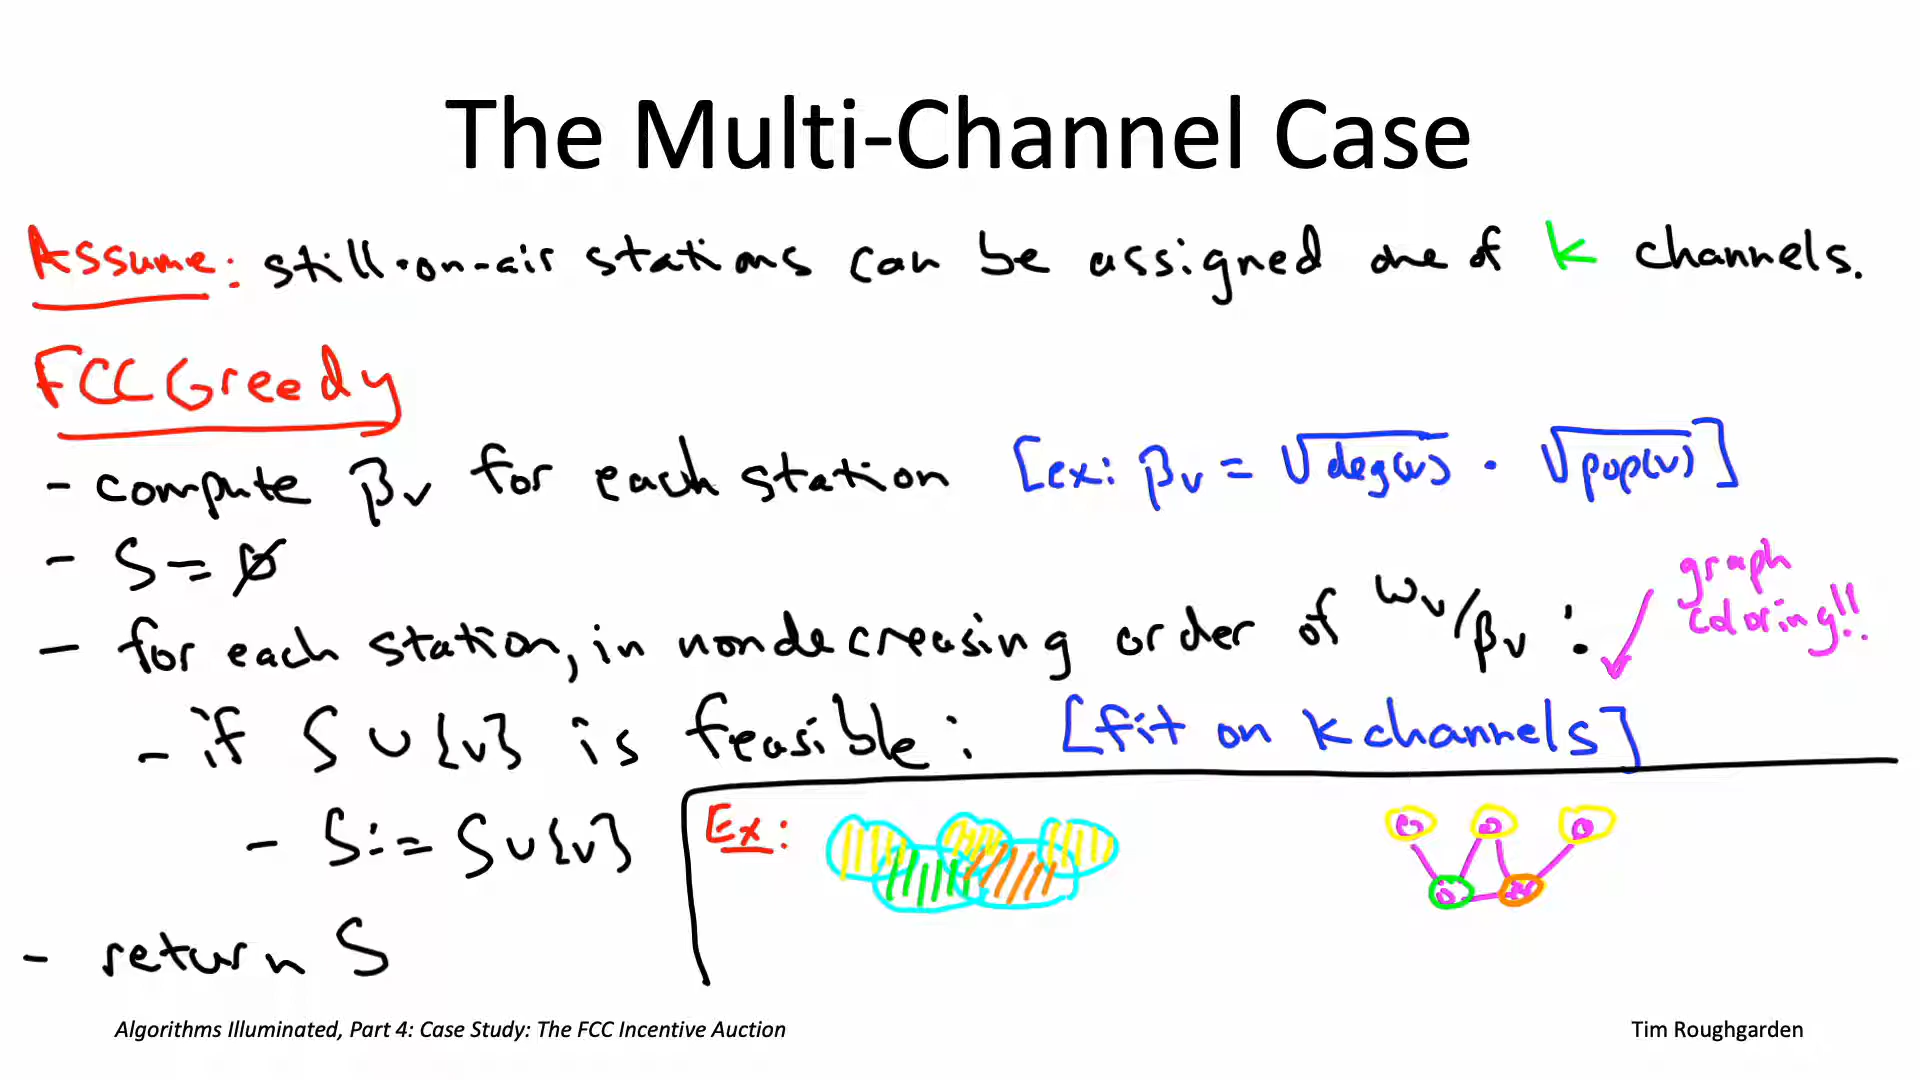 The Multi-Channel Case
Assume: still-on-air stations can be assigned one of k channels.
FCCGreedy
- compute βv for each station [ex: βv = √deg(v) · √pop(v)]
- S = ∅
graph coloring!!
- for each station, in nondecreasing order of wv/βv :
- if S ∪ {v} is feasible: [fit on k channels]
- S := S ∪ {v}
Ex:
- return S
Algorithms Illuminated, Part 4: Case Study: The FCC Incentive Auction
Tim Roughgarden